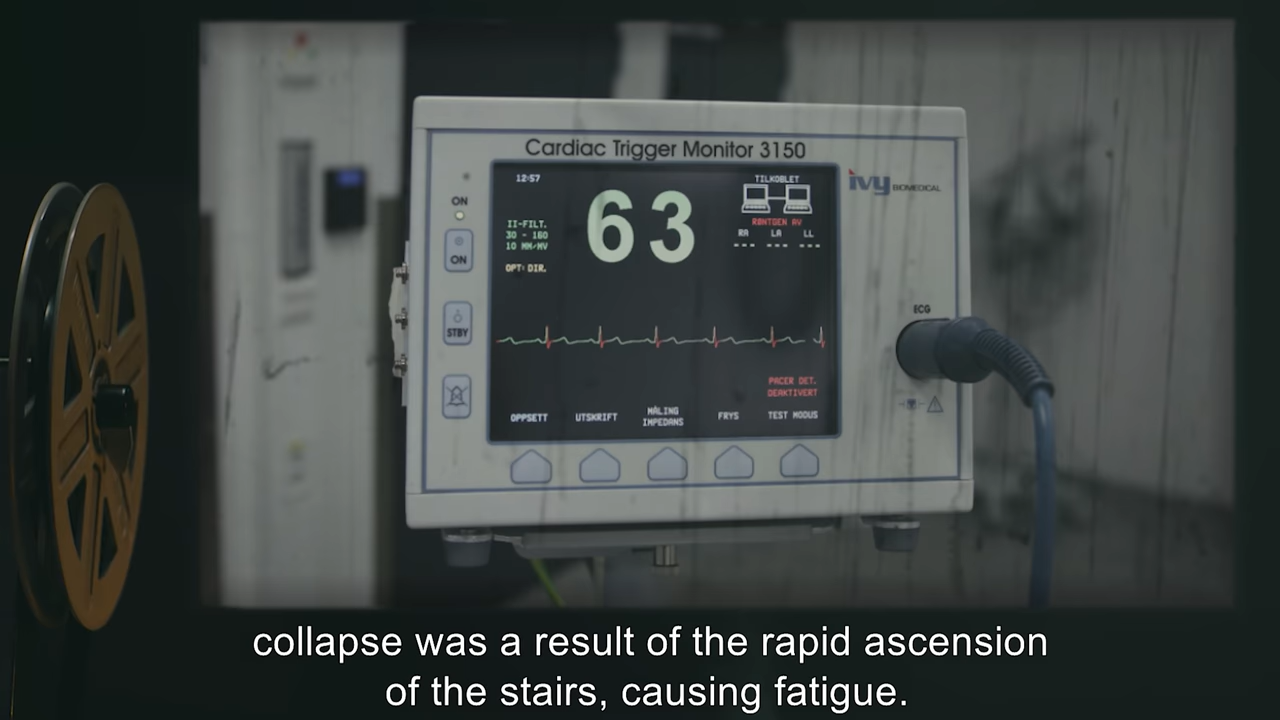 Cardiac Trigger Monitor 3150
ivy BIOMEDICAL
12:57
63
TILKOBLET
RØNTGEN AV
RA LA LL
--- --- ---
II-FILT.
30 - 160
10 MM/MV
OPT: DIR.
ON
ON
STBY
ECG
PACER DET.
DEAKTIVERT
OPPSETT
UTSKRIFT
MÅLING
IMPEDANS
FRYS
TEST MODUS
collapse was a result of the rapid ascension
of the stairs, causing fatigue.